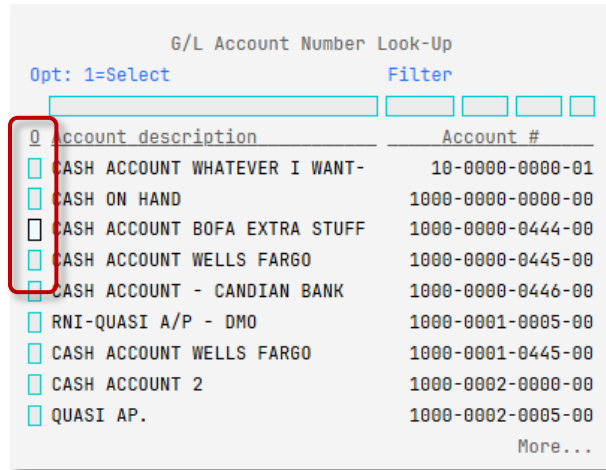 G/L Account Number Look-Up
Opt: 1=Select Filter
O Account description Account #
CASH ACCOUNT WHATEVER I WANT- 10-0000-0000-01
CASH ON HAND 1000-0000-0000-00
CASH ACCOUNT BOFA EXTRA STUFF 1000-0000-0444-00
CASH ACCOUNT WELLS FARGO 1000-0000-0445-00
CASH ACCOUNT - CANDIAN BANK 1000-0000-0446-00
RNI-QUASI A/P - DMO 1000-0001-0005-00
CASH ACCOUNT WELLS FARGO 1000-0001-0445-00
CASH ACCOUNT 2 1000-0002-0000-00
QUASI AP. 1000-0002-0005-00
More...